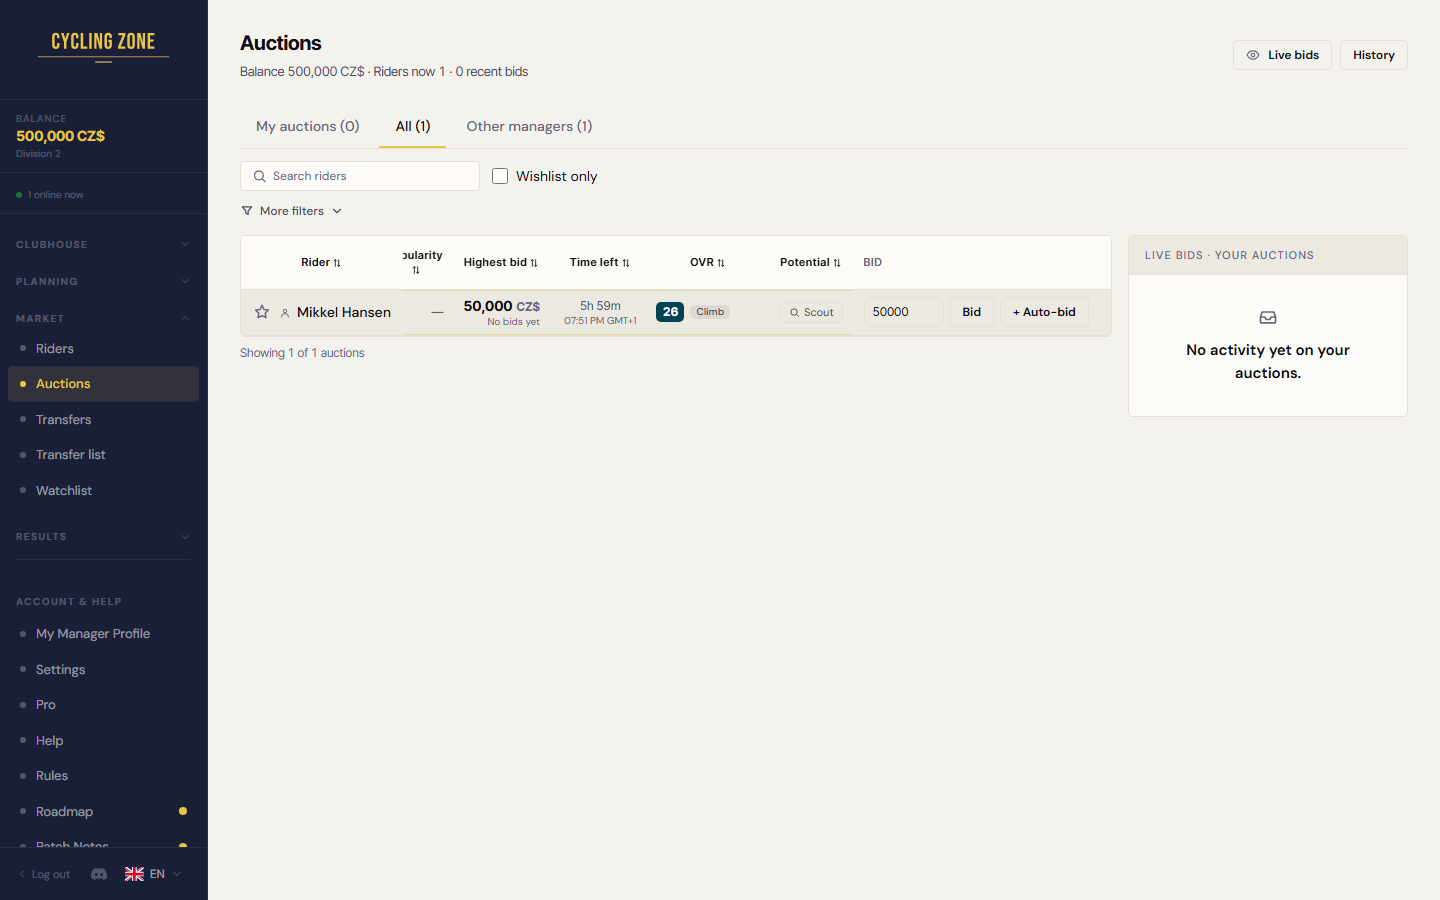 CYCLING ZONE
BALANCE
500,000 CZ$
Division 2
1 online now
CLUBHOUSE
PLANNING
MARKET
Riders
Auctions
Transfers
Transfer list
Watchlist
RESULTS
ACCOUNT & HELP
My Manager Profile
Settings
Pro
Help
Rules
Roadmap
Patch Notes
Log out
EN
Auctions
Balance 500,000 CZ$ · Riders now 1 · 0 recent bids
Live bids
History
My auctions (0)
All (1)
Other managers (1)
Search riders
Wishlist only
More filters
Rider
pularity
Highest bid
Time left
OVR
Potential
BID
Mikkel Hansen
—
50,000 CZ$
No bids yet
5h 59m
07:51 PM GMT+1
26
Climb
Scout
50000
Bid
+ Auto-bid
Showing 1 of 1 auctions
LIVE BIDS · YOUR AUCTIONS
No activity yet on your
auctions.